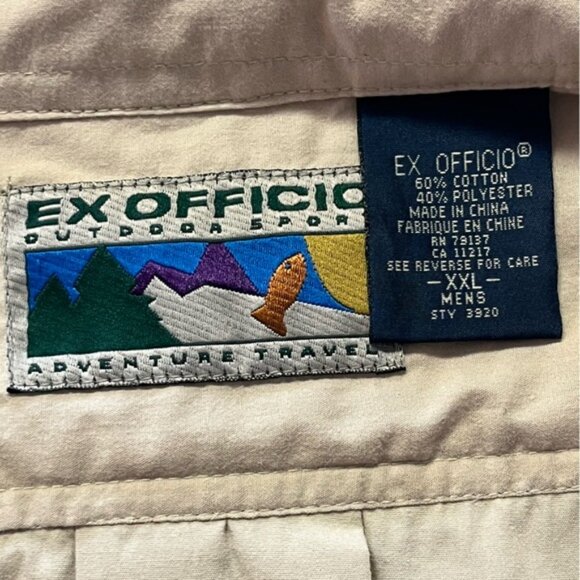 EX OFFICIO
OUTDOOR SPOR
ADVENTURE TRAVEL
EX OFFICIO®
60% COTTON
40% POLYESTER
MADE IN CHINA
FABRIQUE EN CHINE
RN 79137
CA 11217
SEE REVERSE FOR CARE
-XXL-
MENS
STY 3920